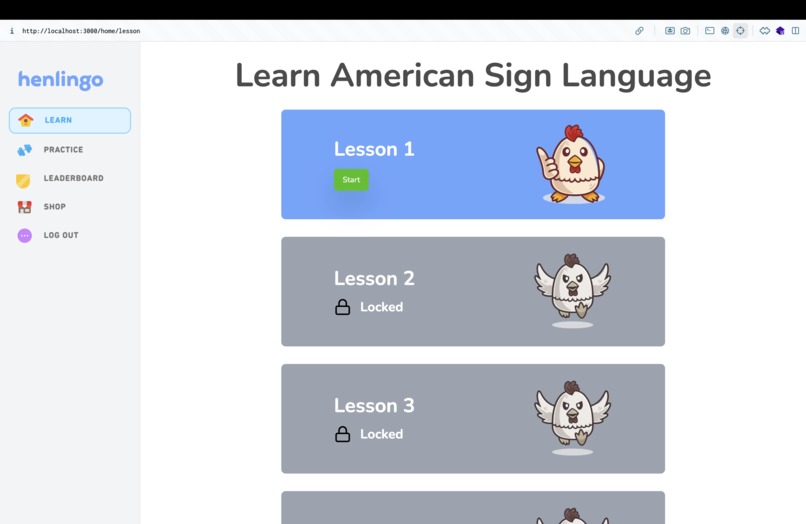 http://localhost:3000/home/lesson
henlingo
LEARN
PRACTICE
LEADERBOARD
SHOP
LOG OUT
Learn American Sign Language
Lesson 1
Start
Lesson 2
Locked
Lesson 3
Locked